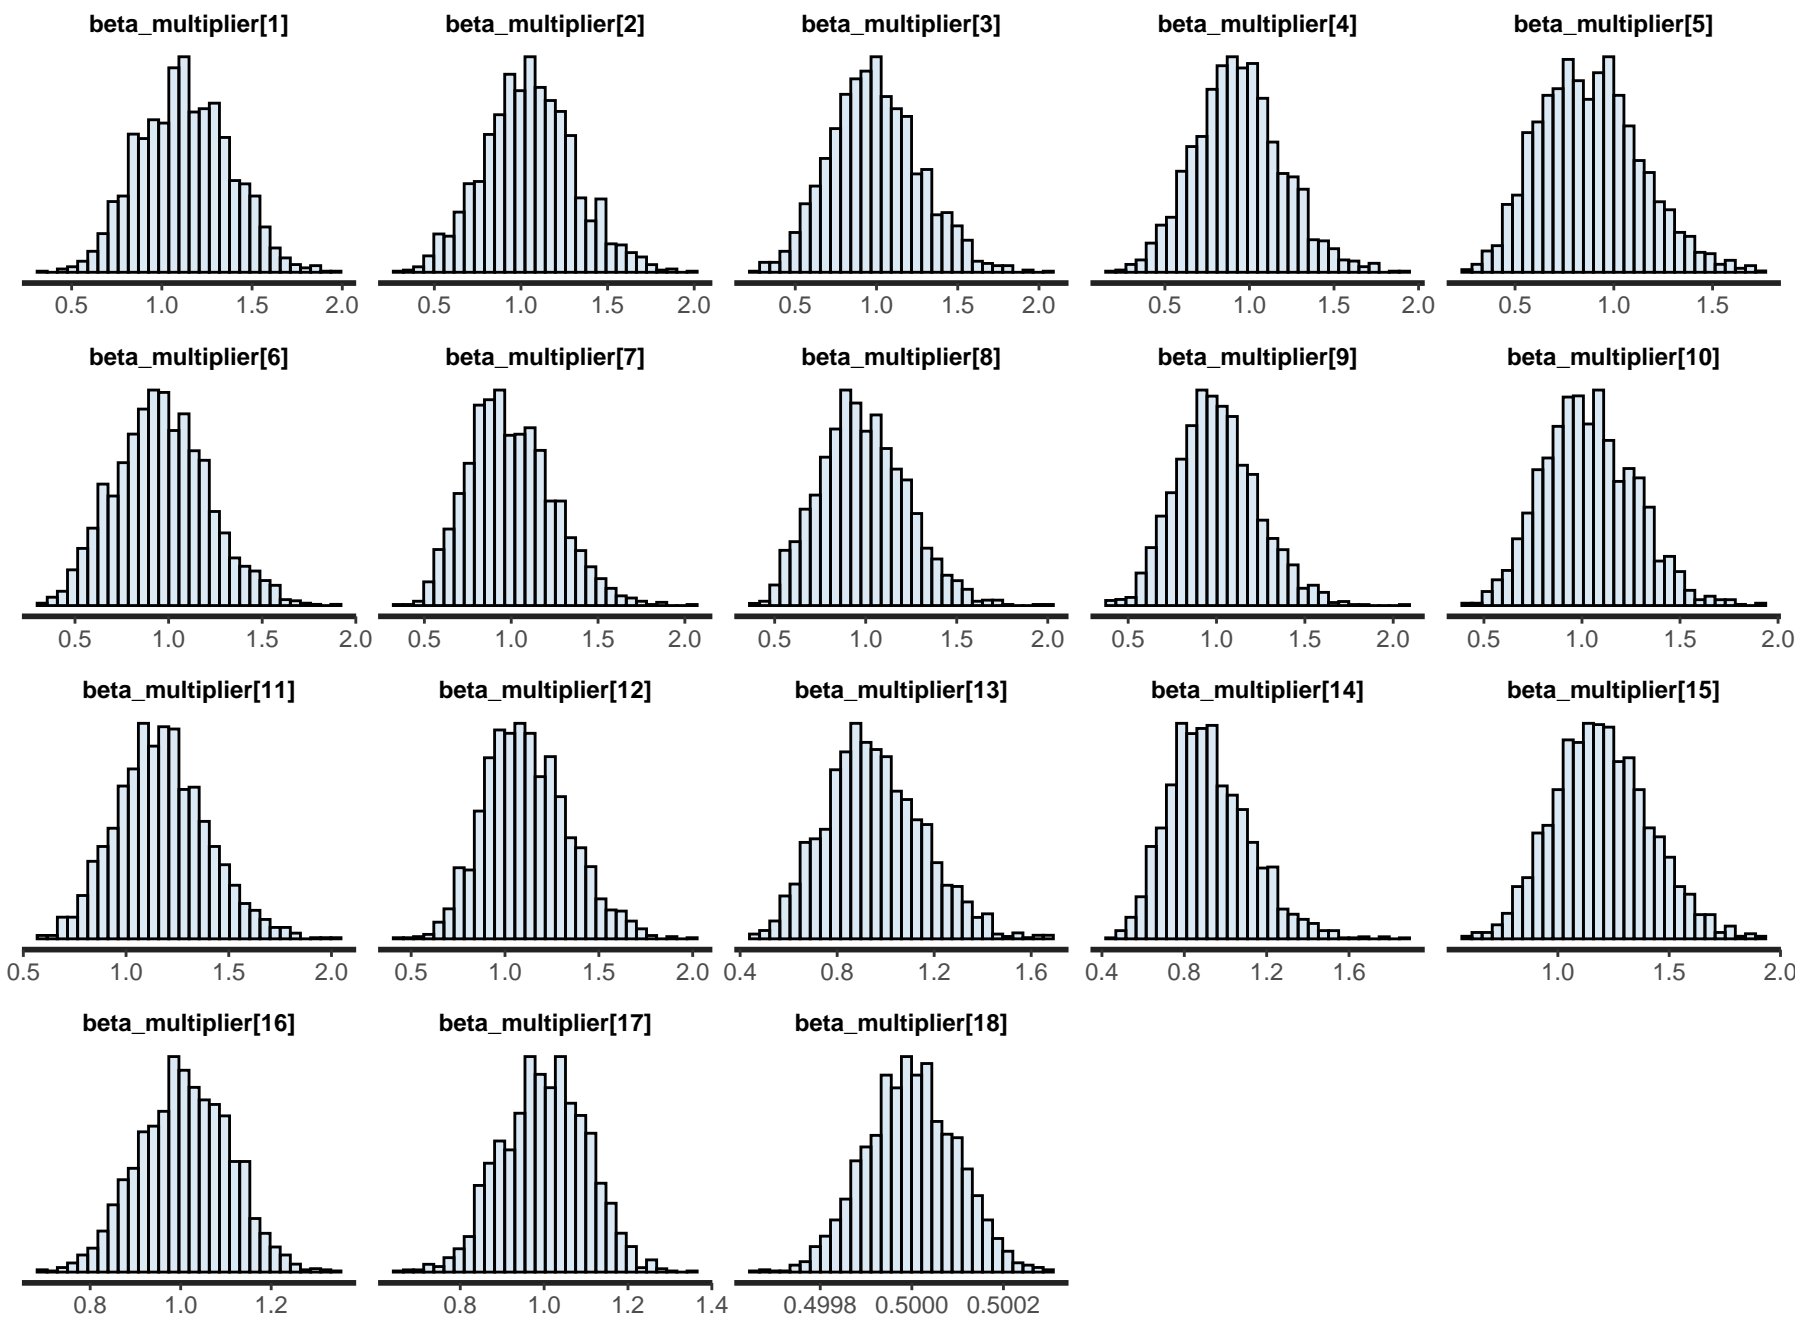 beta_multiplier[1] beta_multiplier[2] beta_multiplier[3] beta_multiplier[4] beta_multiplier[5]
0.5 1.0 1.5 2.0 0.5 1.0 1.5 2.0 0.5 1.0 1.5 2.0 0.5 1.0 1.5 2.0 0.5 1.0 1.5
beta_multiplier[6] beta_multiplier[7] beta_multiplier[8] beta_multiplier[9] beta_multiplier[10]
0.5 1.0 1.5 2.0 0.5 1.0 1.5 2.0 0.5 1.0 1.5 2.0 0.5 1.0 1.5 2.0 0.5 1.0 1.5 2.0
beta_multiplier[11] beta_multiplier[12] beta_multiplier[13] beta_multiplier[14] beta_multiplier[15]
0.5 1.0 1.5 2.0 0.5 1.0 1.5 2.0 0.4 0.8 1.2 1.6 0.4 0.8 1.2 1.6 1.0 1.5 2.0
beta_multiplier[16] beta_multiplier[17] beta_multiplier[18]
0.8 1.0 1.2 0.8 1.0 1.2 1.4 0.4998 0.5000 0.5002